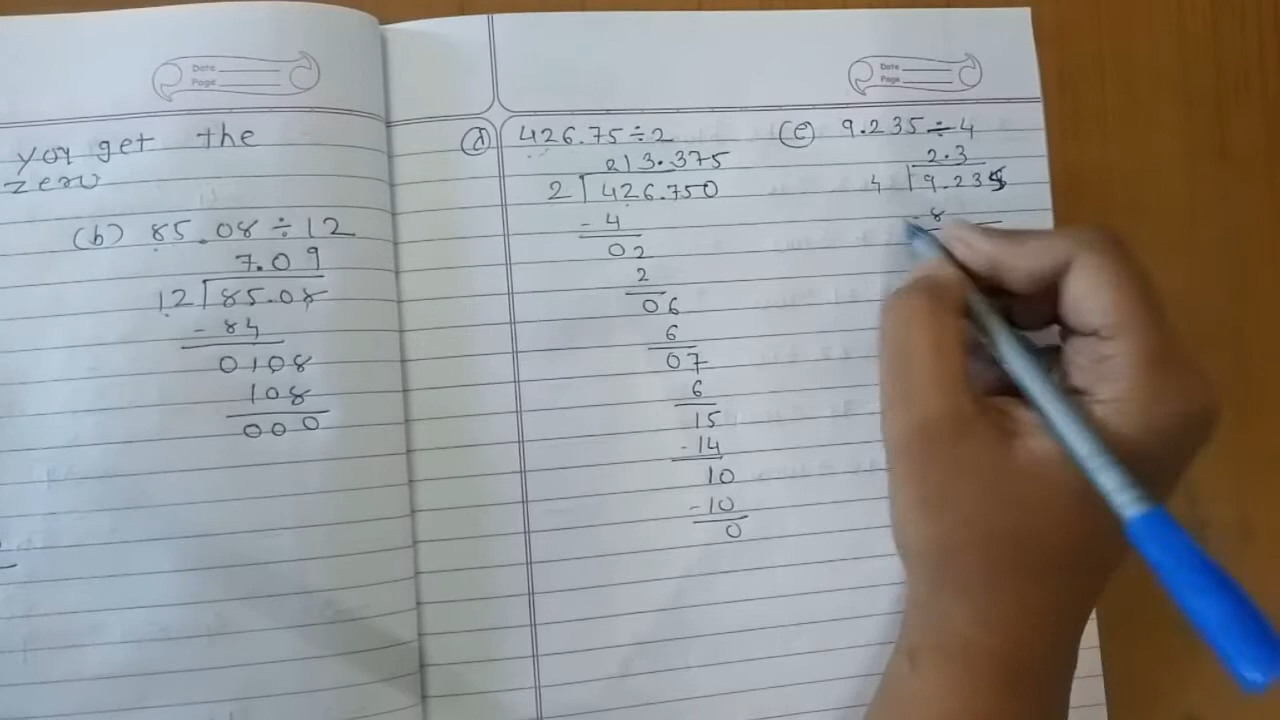 Date
Page
you get the
zero
(b) 85.08÷12
7.09
12 85.08
- 84
0108
108
000
Date
Page
(d) 426.75÷2
213.375
2 426.750
- 4
02
2
06
6
07
6
15
-14
10
-10
0
(e) 9.235÷4
2.3
4 9.235
- 8